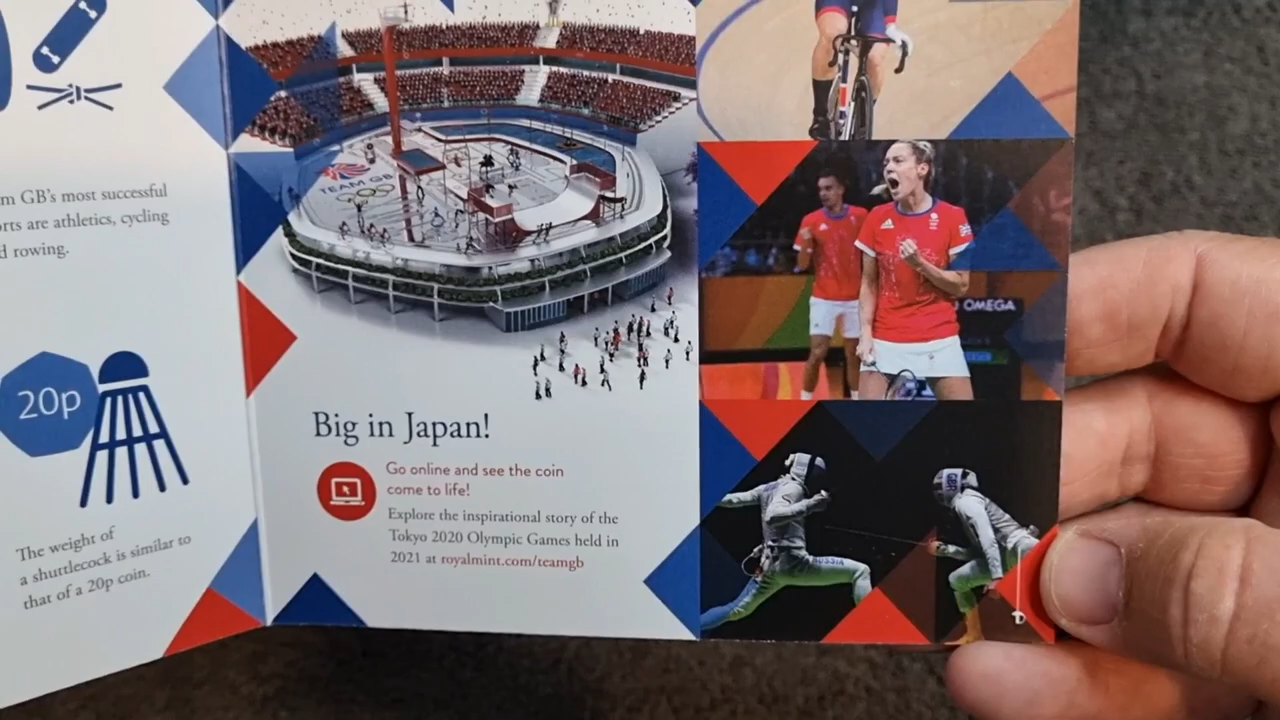 m GB's most successful
orts are athletics, cycling
d rowing.
20p
The weight of
a shuttlecock is similar to
that of a 20p coin.
TEAM GB
Big in Japan!
Go online and see the coin
come to life!
Explore the inspirational story of the
Tokyo 2020 Olympic Games held in
2021 at royalmint.com/teamgb
OMEGA
GBR
RUSSIA